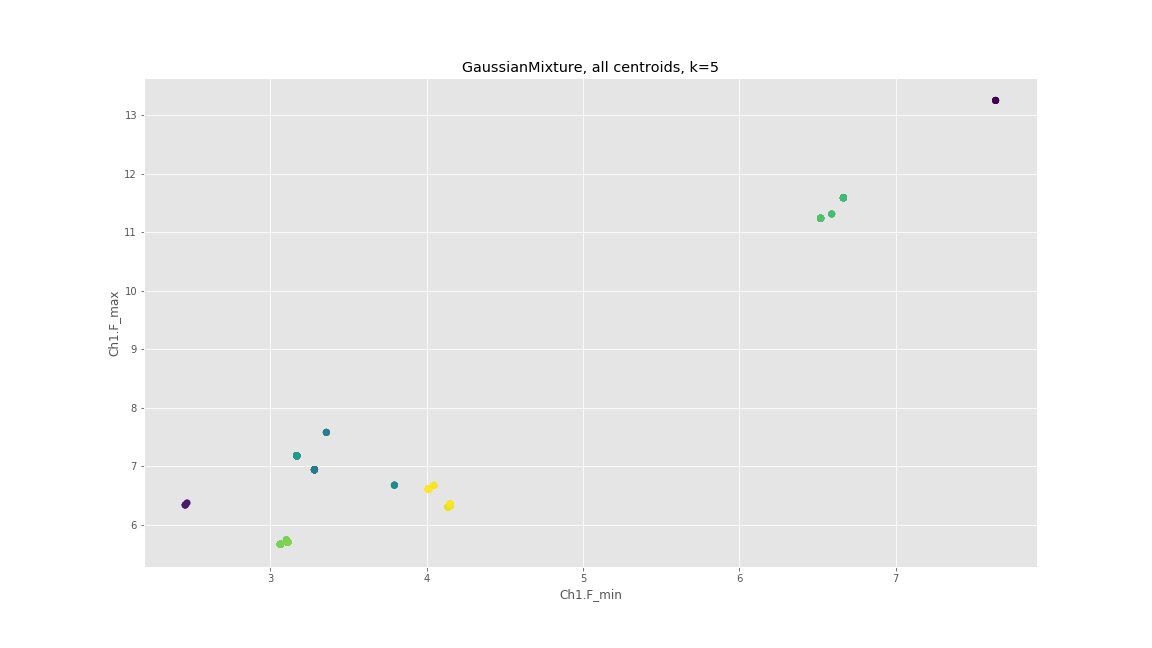 GaussianMixture, all centroids, k=5
13
12
11
10
9
8
7
6
Ch1.F_max
3 4 5 6 7
Ch1.F_min